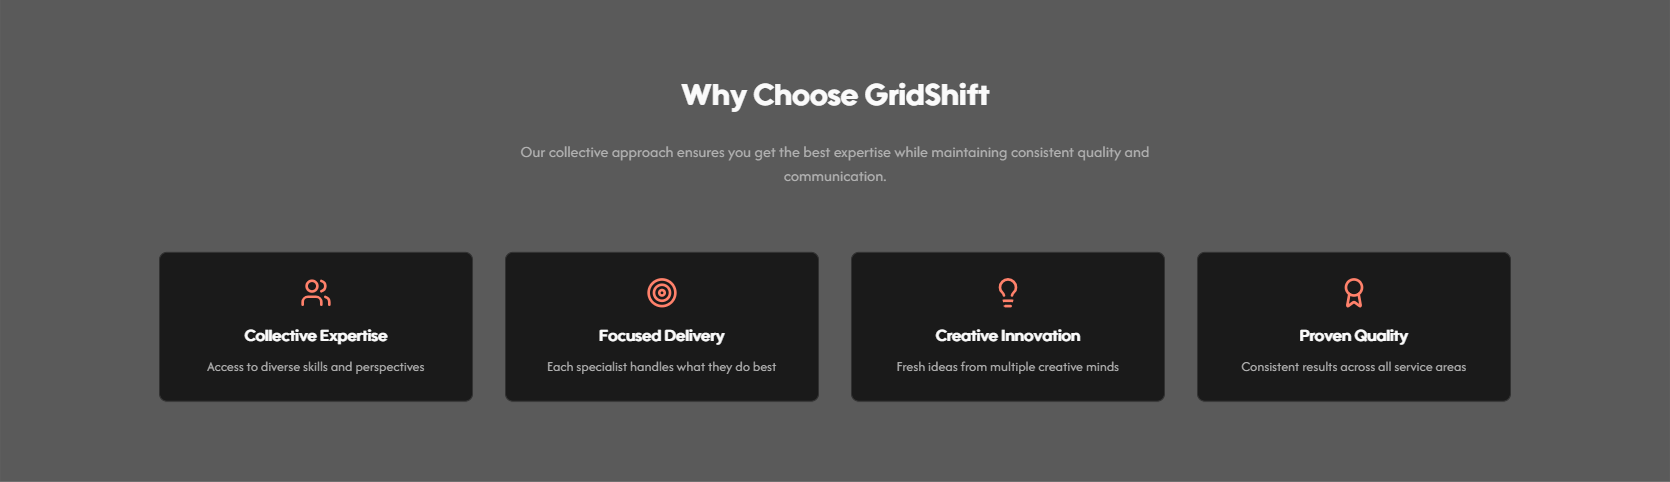 Why Choose GridShift
Our collective approach ensures you get the best expertise while maintaining consistent quality and
communication.
Collective Expertise
Access to diverse skills and perspectives
Focused Delivery
Each specialist handles what they do best
Creative Innovation
Fresh ideas from multiple creative minds
Proven Quality
Consistent results across all service areas